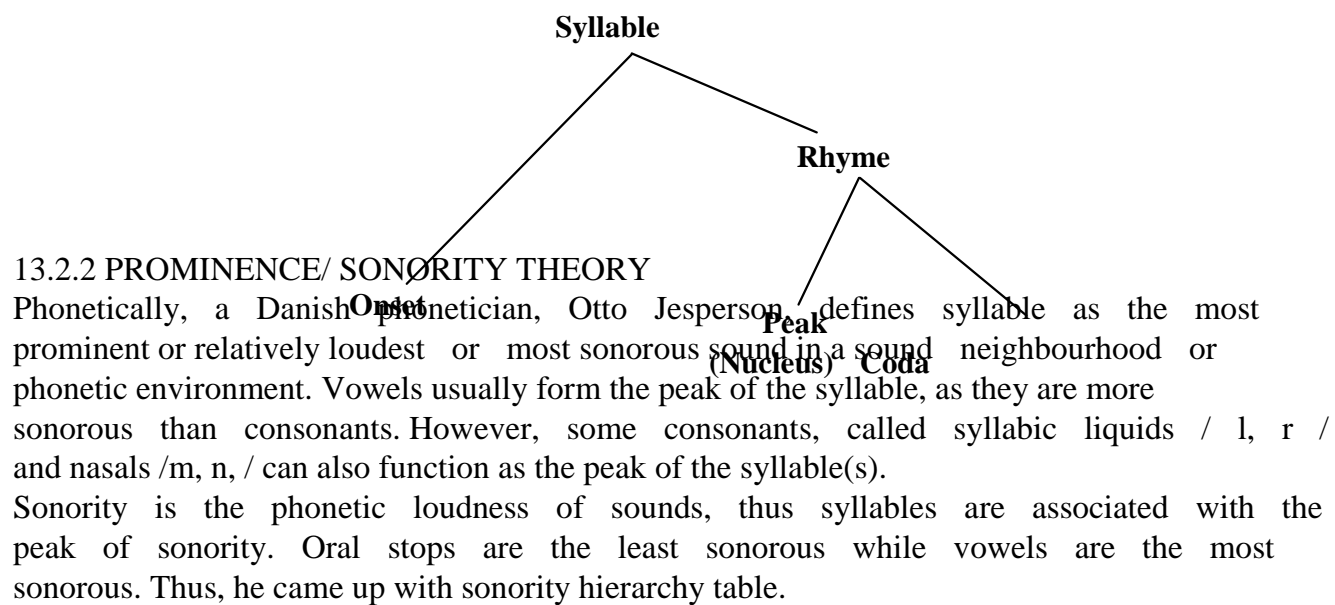 Syllable
Rhyme
13.2.2 PROMINENCE/ SONORITY THEORY
Onset
Phonetically, a Danish phonetician, Otto Jesperson, defines syllable as the most
Peak
prominent or relatively loudest or most sonorous sound in a sound neighbourhood or
(Nucleus) Coda
phonetic environment. Vowels usually form the peak of the syllable, as they are more
sonorous than consonants. However, some consonants, called syllabic liquids / l, r /
and nasals /m, n, / can also function as the peak of the syllable(s).
Sonority is the phonetic loudness of sounds, thus syllables are associated with the
peak of sonority. Oral stops are the least sonorous while vowels are the most
sonorous. Thus, he came up with sonority hierarchy table.